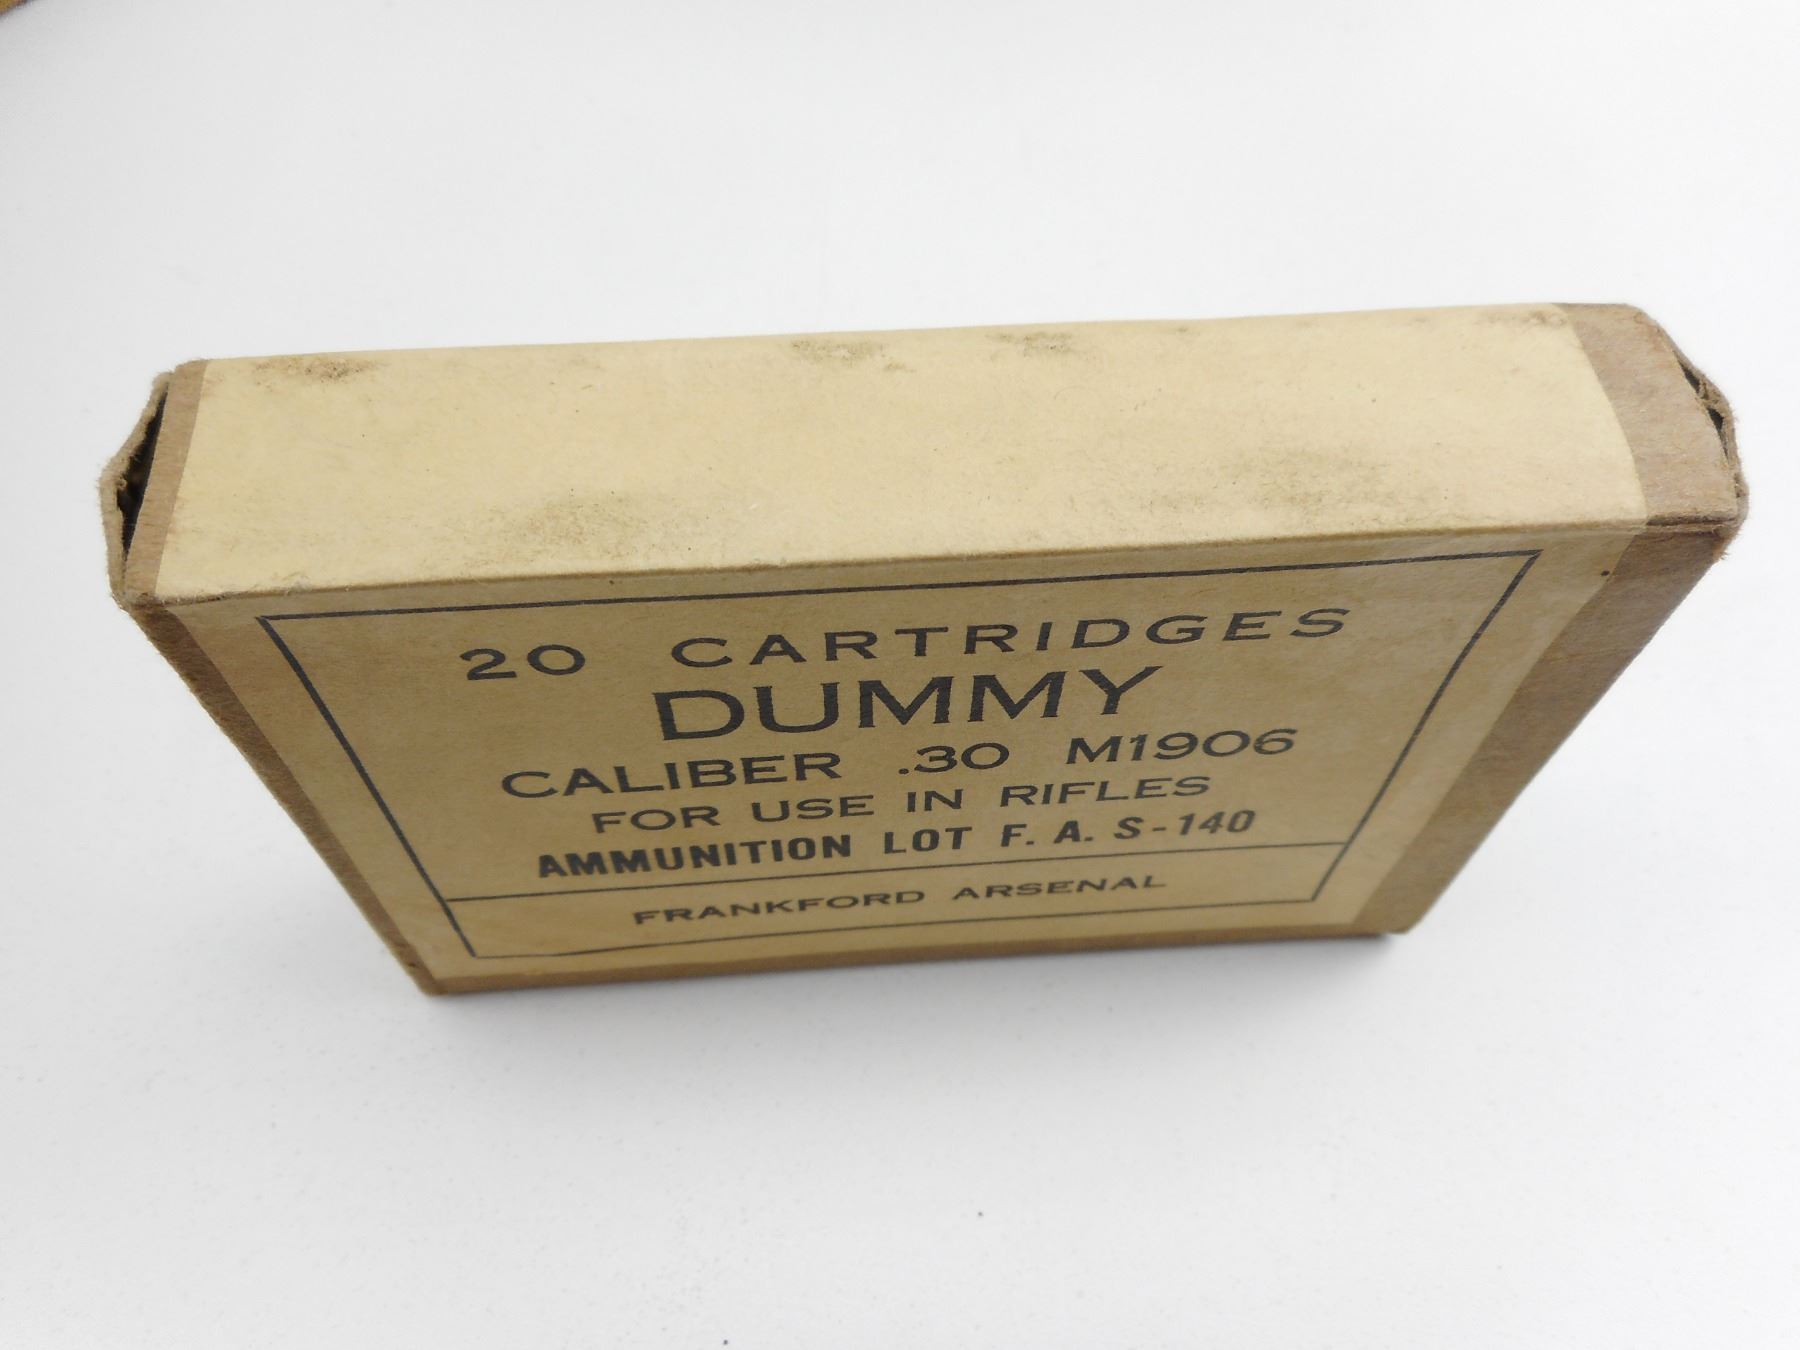 20 CARTRIDGES
DUMMY
CALIBER .30 M1906
FOR USE IN RIFLES
AMMUNITION LOT F. A. S-140
FRANKFORD ARSENAL